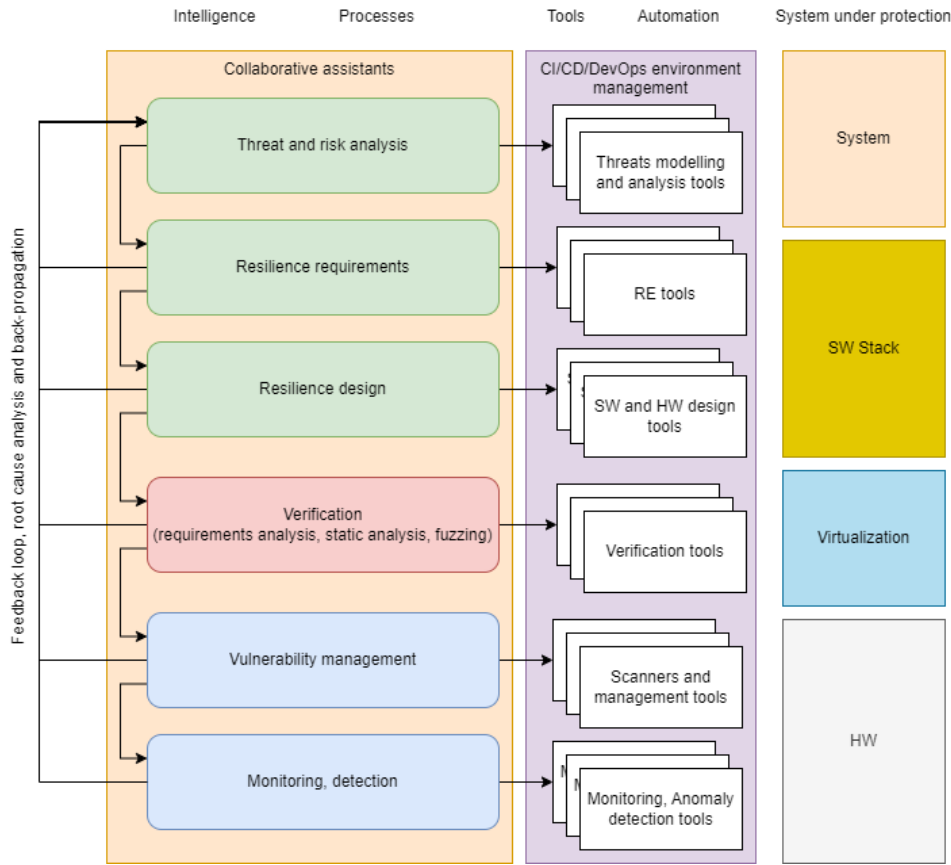 Intelligence
Processes
Tools
Automation
System under protection
Collaborative assistants
CI/CD/DevOps environment
management
Feedback loop, root cause analysis and back-propagation
Threat and risk analysis
Threats modelling
and analysis tools
System
Resilience requirements
RE tools
SW Stack
Resilience design
SW and HW design
tools
Verification
(requirements analysis, static analysis, fuzzing)
Verification tools
Virtualization
Vulnerability management
Scanners and
management tools
HW
Monitoring, detection
Monitoring, Anomaly
detection tools